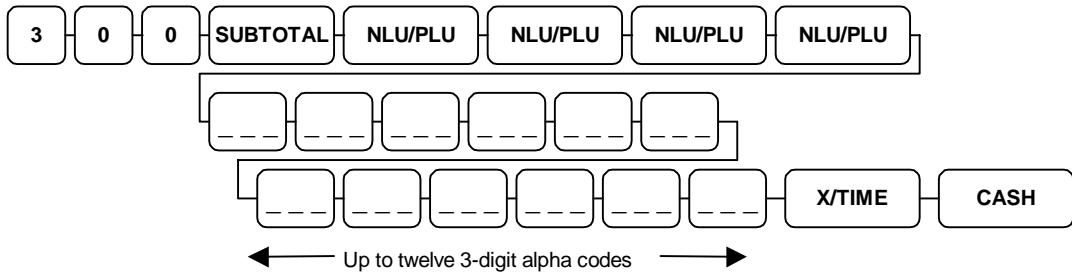 3 0 0 SUBTOTAL NLU/PLU NLU/PLU NLU/PLU NLU/PLU
_ _ _ _ _ _ _ _ _ _ _ _ _ _ _ _ _ _
_ _ _ _ _ _ _ _ _ _ _ _ _ _ _ _ _ _ X/TIME CASH
Up to twelve 3-digit alpha codes